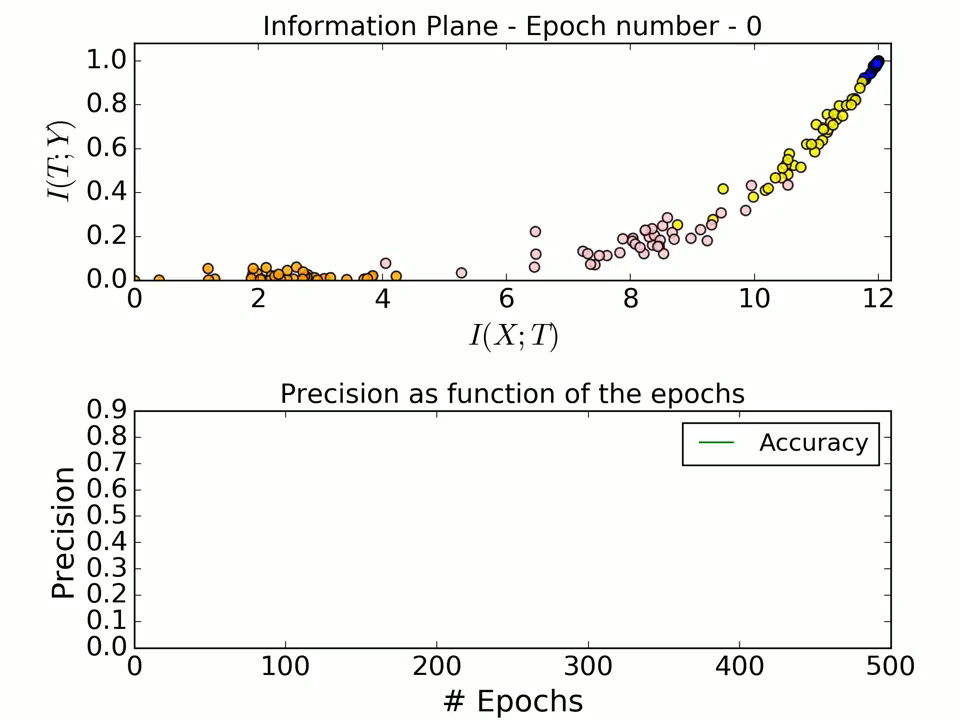 Information Plane - Epoch number - 0
1.0
0.8
0.6
0.4
0.2
0.0
I(T;Y)
0 2 4 6 8 10 12
I(X;T)
Precision as function of the epochs
0.9
0.8
0.7
0.6
0.5
0.4
0.3
0.2
0.1
0.0
Precision
Accuracy
0 100 200 300 400 500
# Epochs